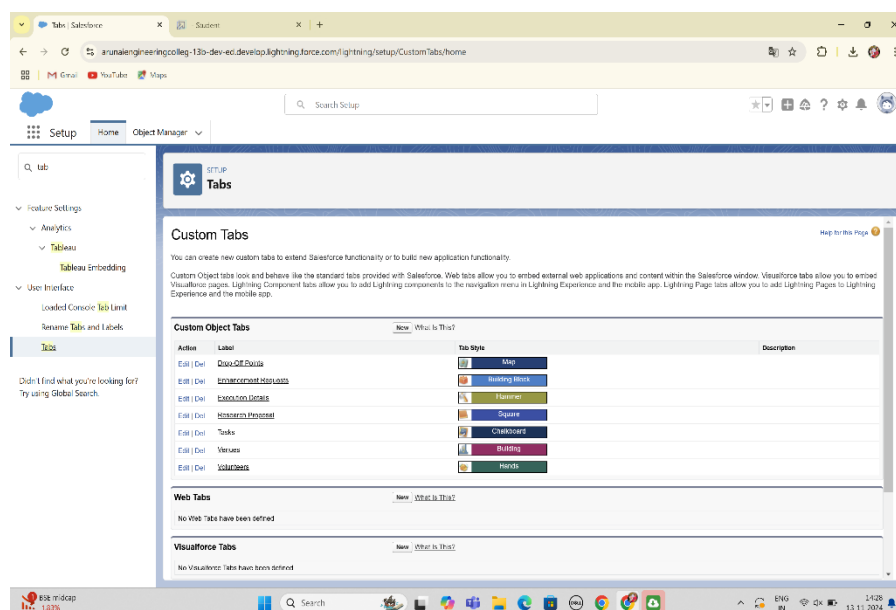 Tabs | Salesforce
Student
arunaiengineeringcolleg-13b-dev-ed.develop.lightning.force.com/lightning/setup/CustomTabs/home
Gmail YouTube Maps
Search Setup
Setup Home Object Manager
tab
SETUP
Tabs
Feature Settings
Analytics
Tableau
Tableau Embedding
User Interface
Loaded Console Tab Limit
Rename Tabs and Labels
Tabs
Didn't find what you're looking for?
Try using Global Search.
Custom Tabs
Help for this Page
You can create new custom tabs to extend Salesforce functionality or to build new application functionality.
Custom Object tabs look and behave like the standard tabs provided with Salesforce. Web tabs allow you to embed external web applications and content within the Salesforce window. Visualforce tabs allow you to embed
Visualforce pages. Lightning Component tabs allow you to add Lightning components to the navigation menu in Lightning Experience and the mobile app. Lightning Page tabs allow you to add Lightning Pages to Lightning
Experience and the mobile app.
Custom Object Tabs New What Is This?
Action Label Tab Style Description
Edit | Del Drop-Off Points Map
Edit | Del Enhancement Requests Building Block
Edit | Del Execution Details Hammer
Edit | Del Research Proposal Square
Edit | Del Tasks Chalkboard
Edit | Del Venues Building
Edit | Del Volunteers Hands
Web Tabs New What Is This?
No Web Tabs have been defined
Visualforce Tabs New What Is This?
No Visualforce Tabs have been defined
BSE midcap
1.83%
Search
ENG
IN
14:28
13-11-2024